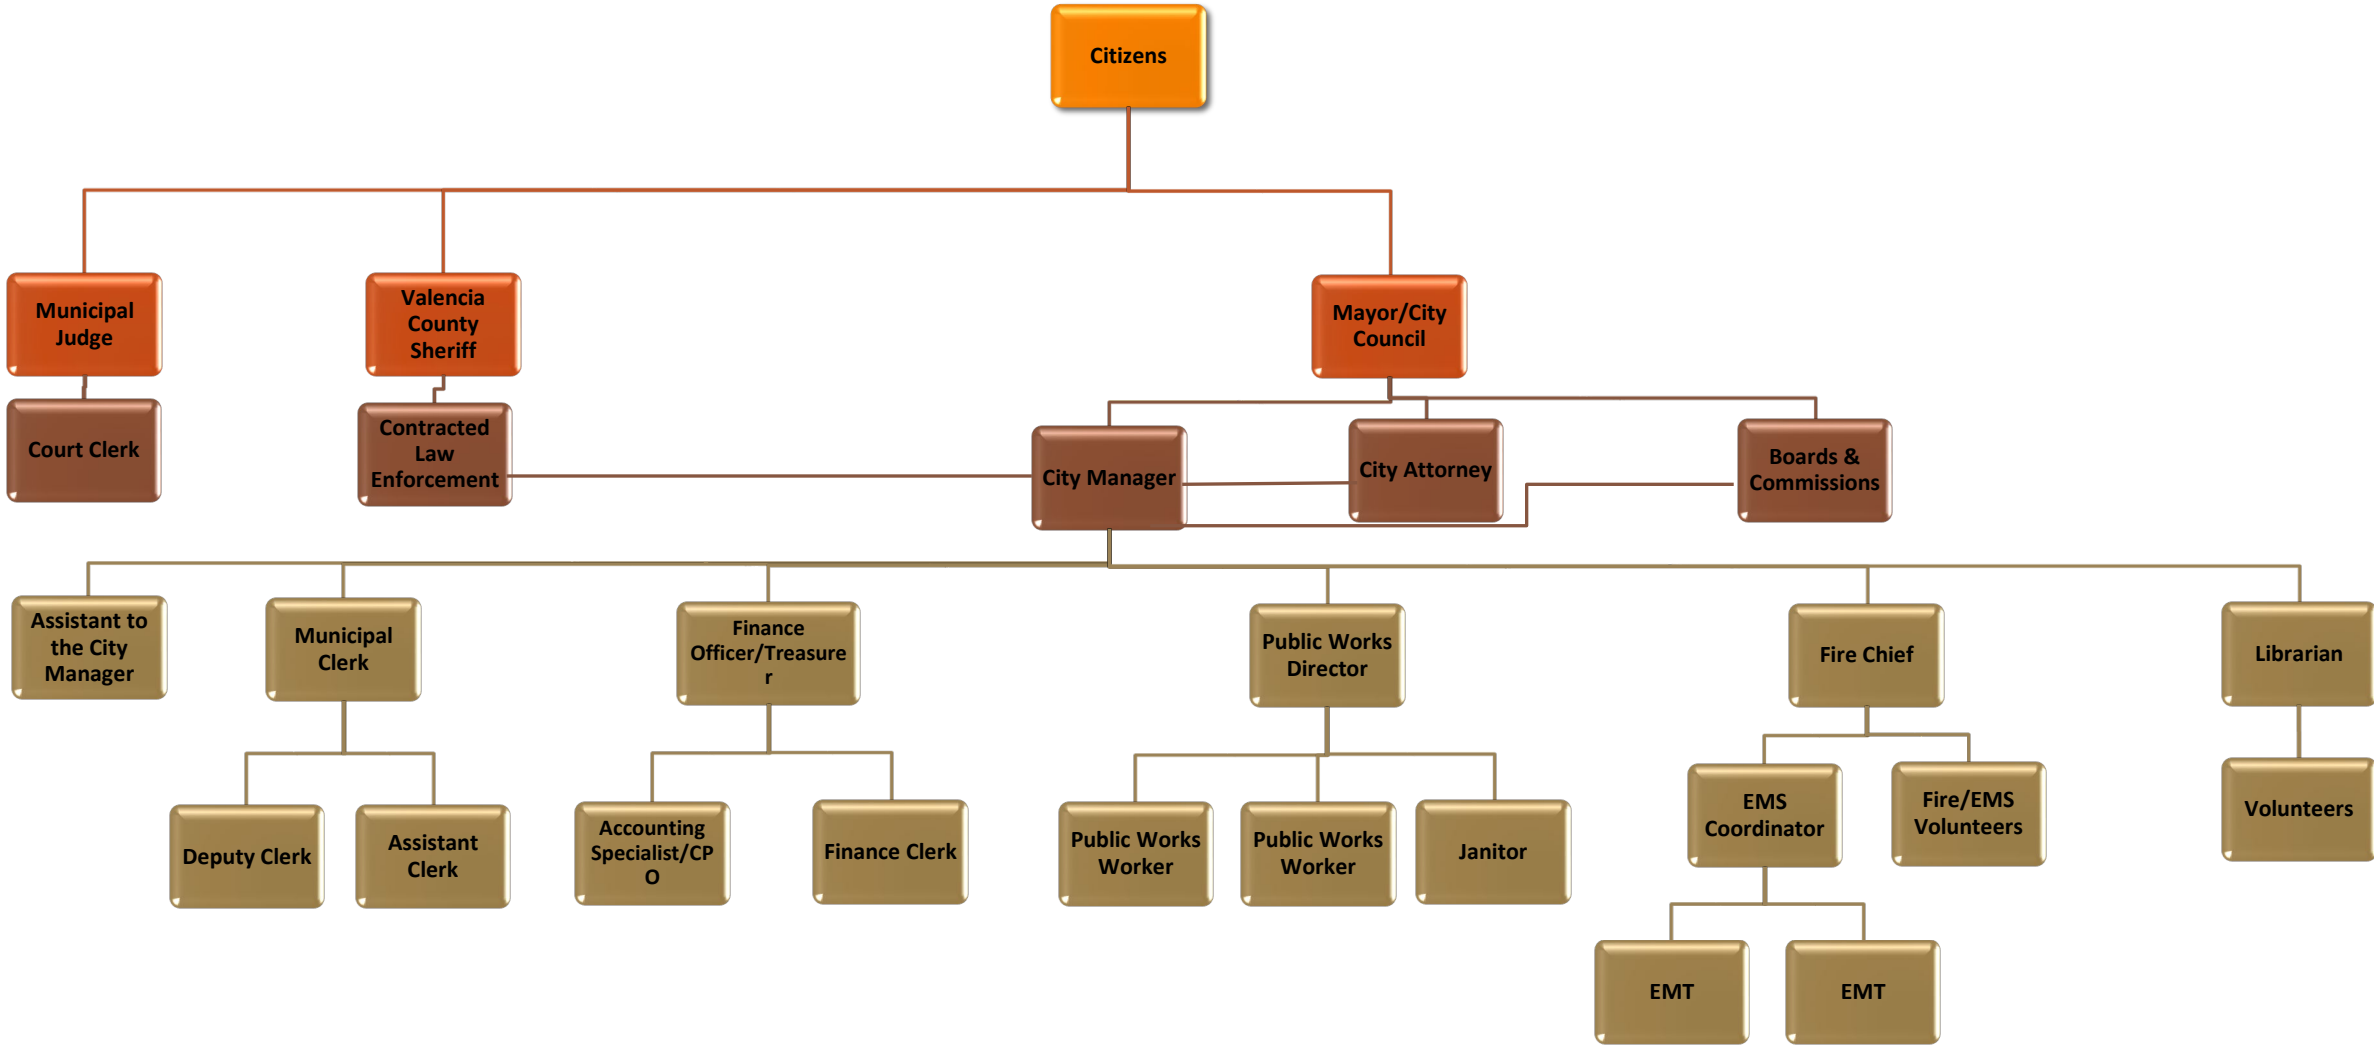 Citizens
Municipal
Judge
Valencia
County
Sheriff
Mayor/City
Council
Court Clerk
Contracted
Law
Enforcement
City Manager
City Attorney
Boards &
Commissions
Assistant to
the City
Manager
Municipal
Clerk
Finance
Officer/Treasure
r
Public Works
Director
Fire Chief
Librarian
Deputy Clerk
Assistant
Clerk
Accounting
Specialist/CP
O
Finance Clerk
Public Works
Worker
Public Works
Worker
Janitor
EMS
Coordinator
Fire/EMS
Volunteers
Volunteers
EMT
EMT